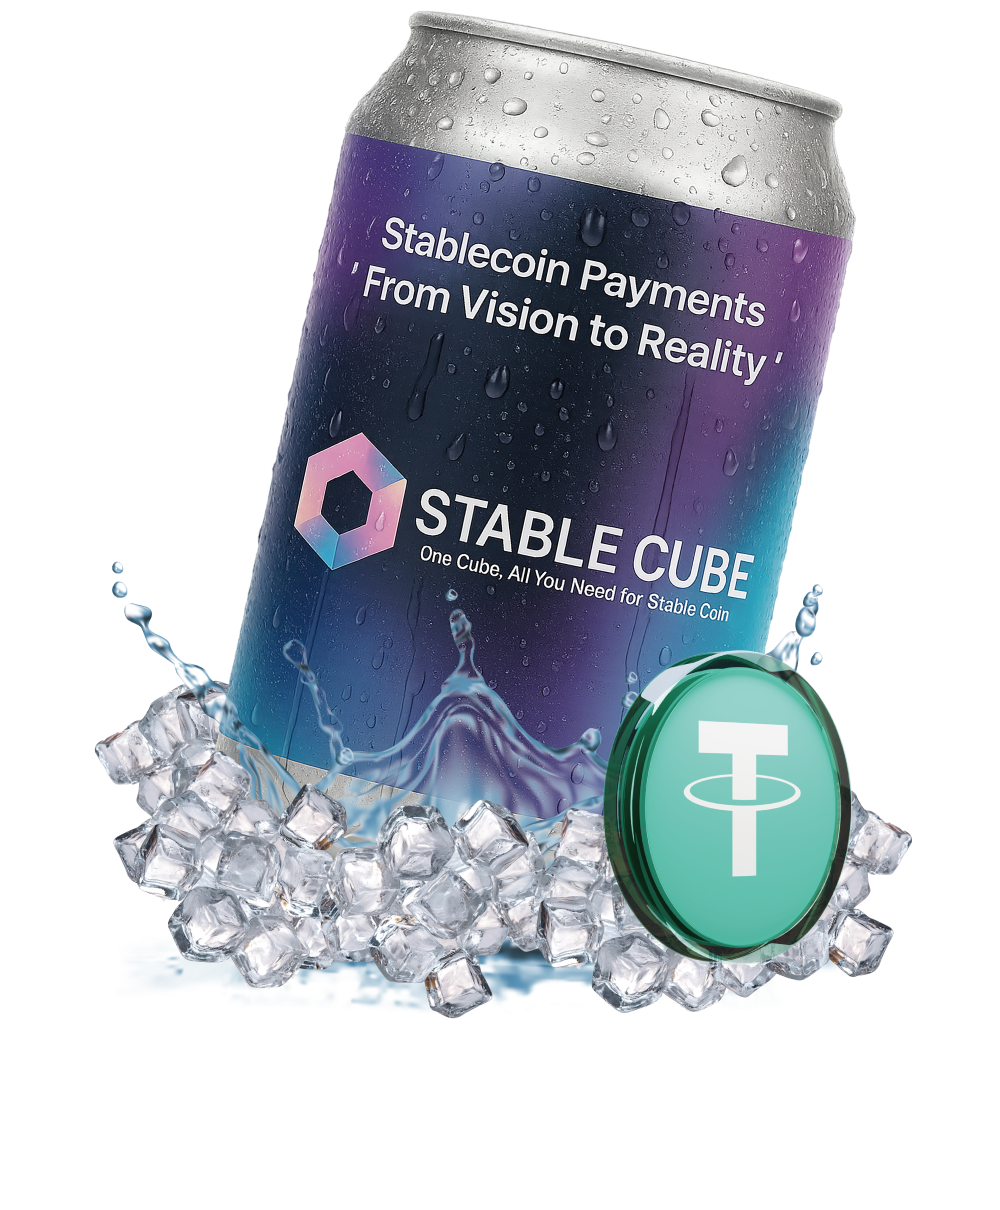 Stablecoin Payments
' From Vision to Reality '
STABLE CUBE
One Cube, All You Need for Stable Coin